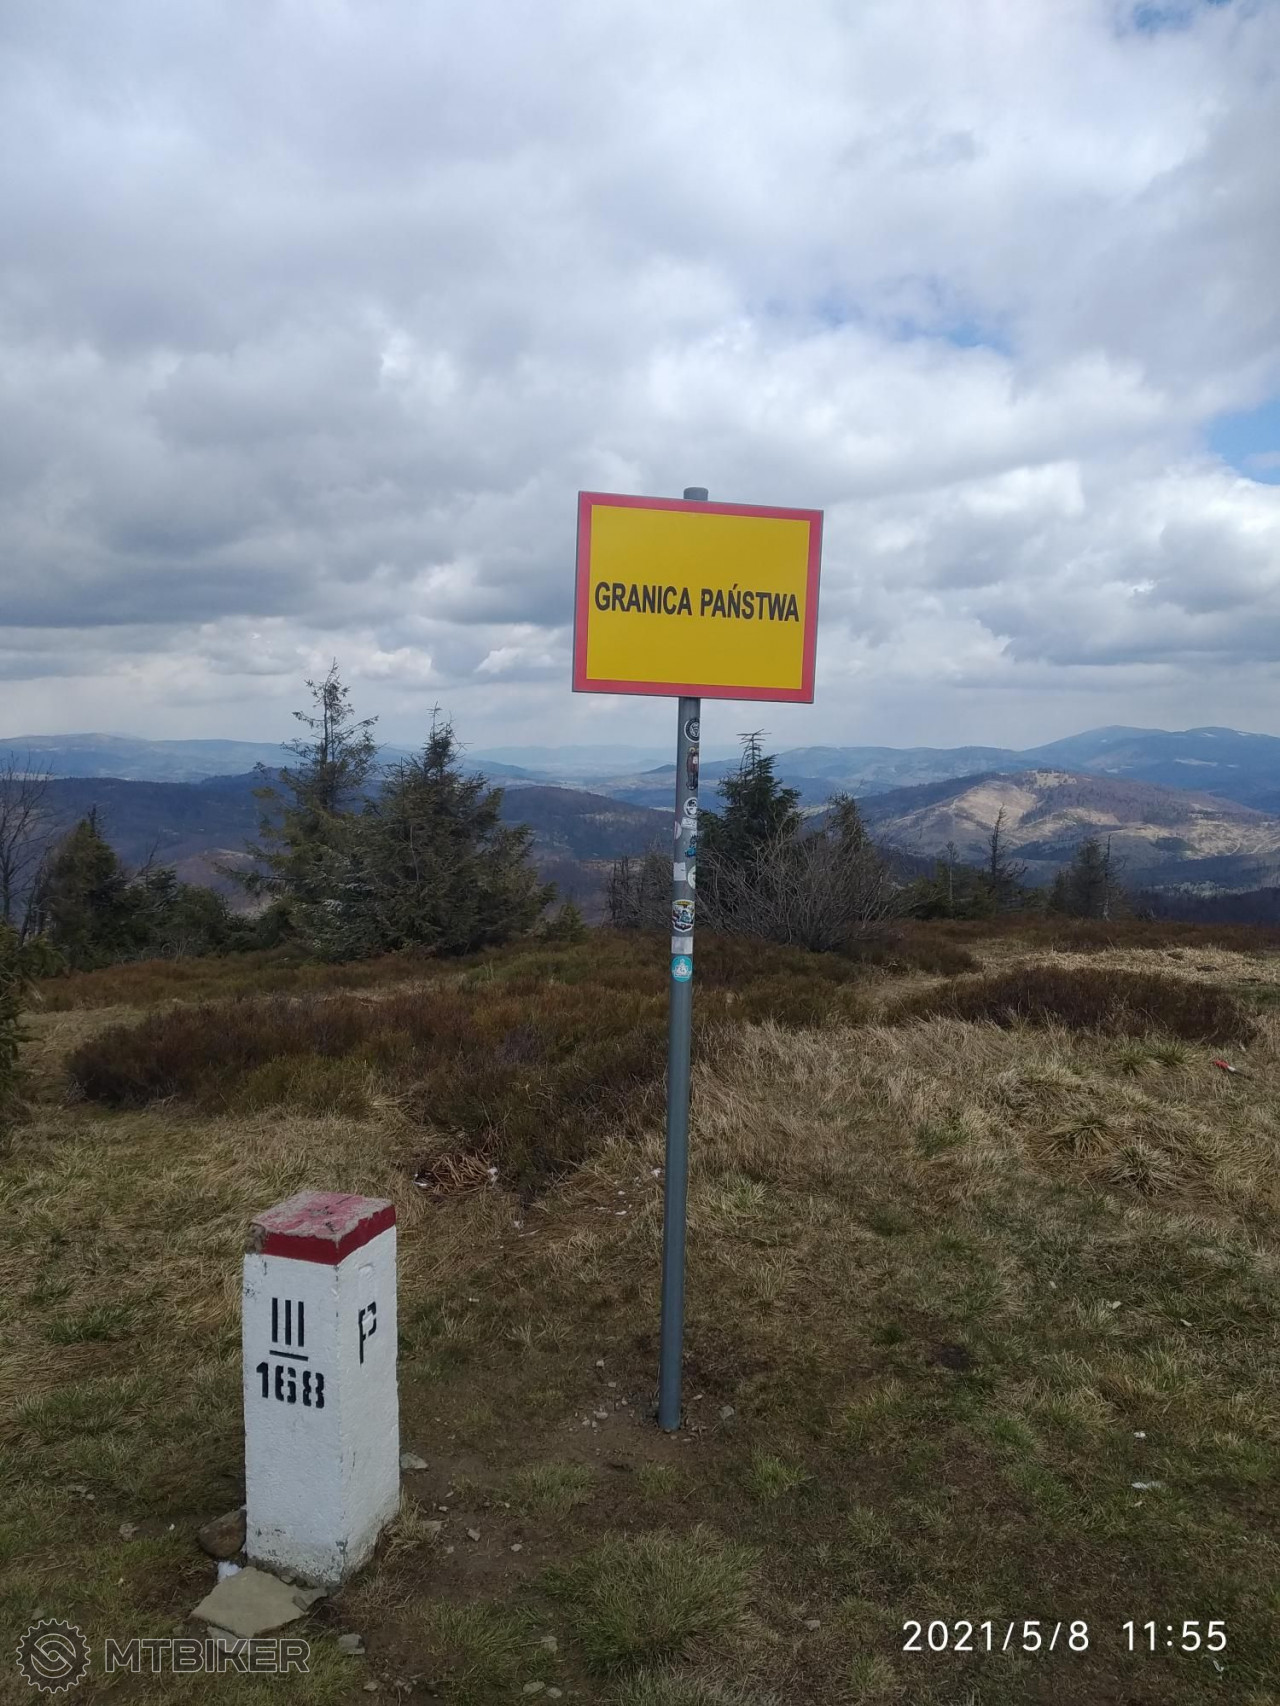 GRANICA PAŃSTWA
III
168
P
2021/5/8 11:55
MTBIKER